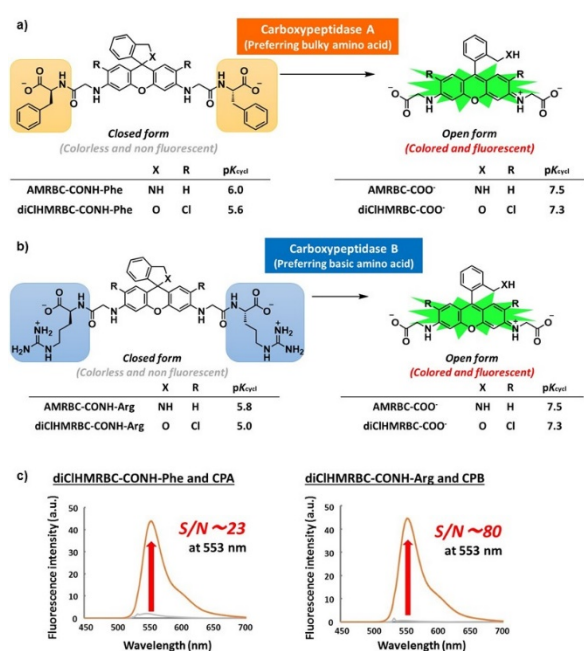 a)
Carboxypeptidase A
(Preferring bulky amino acid)
Closed form
(Colorless and non fluorescent)
Open form
(Colored and fluorescent)
X R pKcycl
AMRBC-CONH-Phe NH H 6.0
diClHMRBC-CONH-Phe O Cl 5.6
X R pKcycl
AMRBC-COO- NH H 7.5
diClHMRBC-COO- O Cl 7.3
b)
Carboxypeptidase B
(Preferring basic amino acid)
Closed form
(Colorless and non fluorescent)
Open form
(Colored and fluorescent)
X R pKcycl
AMRBC-CONH-Arg NH H 5.8
diClHMRBC-CONH-Arg O Cl 5.0
X R pKcycl
AMRBC-COO- NH H 7.5
diClHMRBC-COO- O Cl 7.3
c)
diClHMRBC-CONH-Phe and CPA
Fluorescence intensity (a.u.)
50
40
30
20
10
0
S/N ~23
at 553 nm
450 550 650 700
Wavelength (nm)
diClHMRBC-CONH-Arg and CPB
Fluorescence intensity (a.u.)
50
40
30
20
10
0
S/N ~80
at 553 nm
450 500 550 600 650 700
Wavelength (nm)